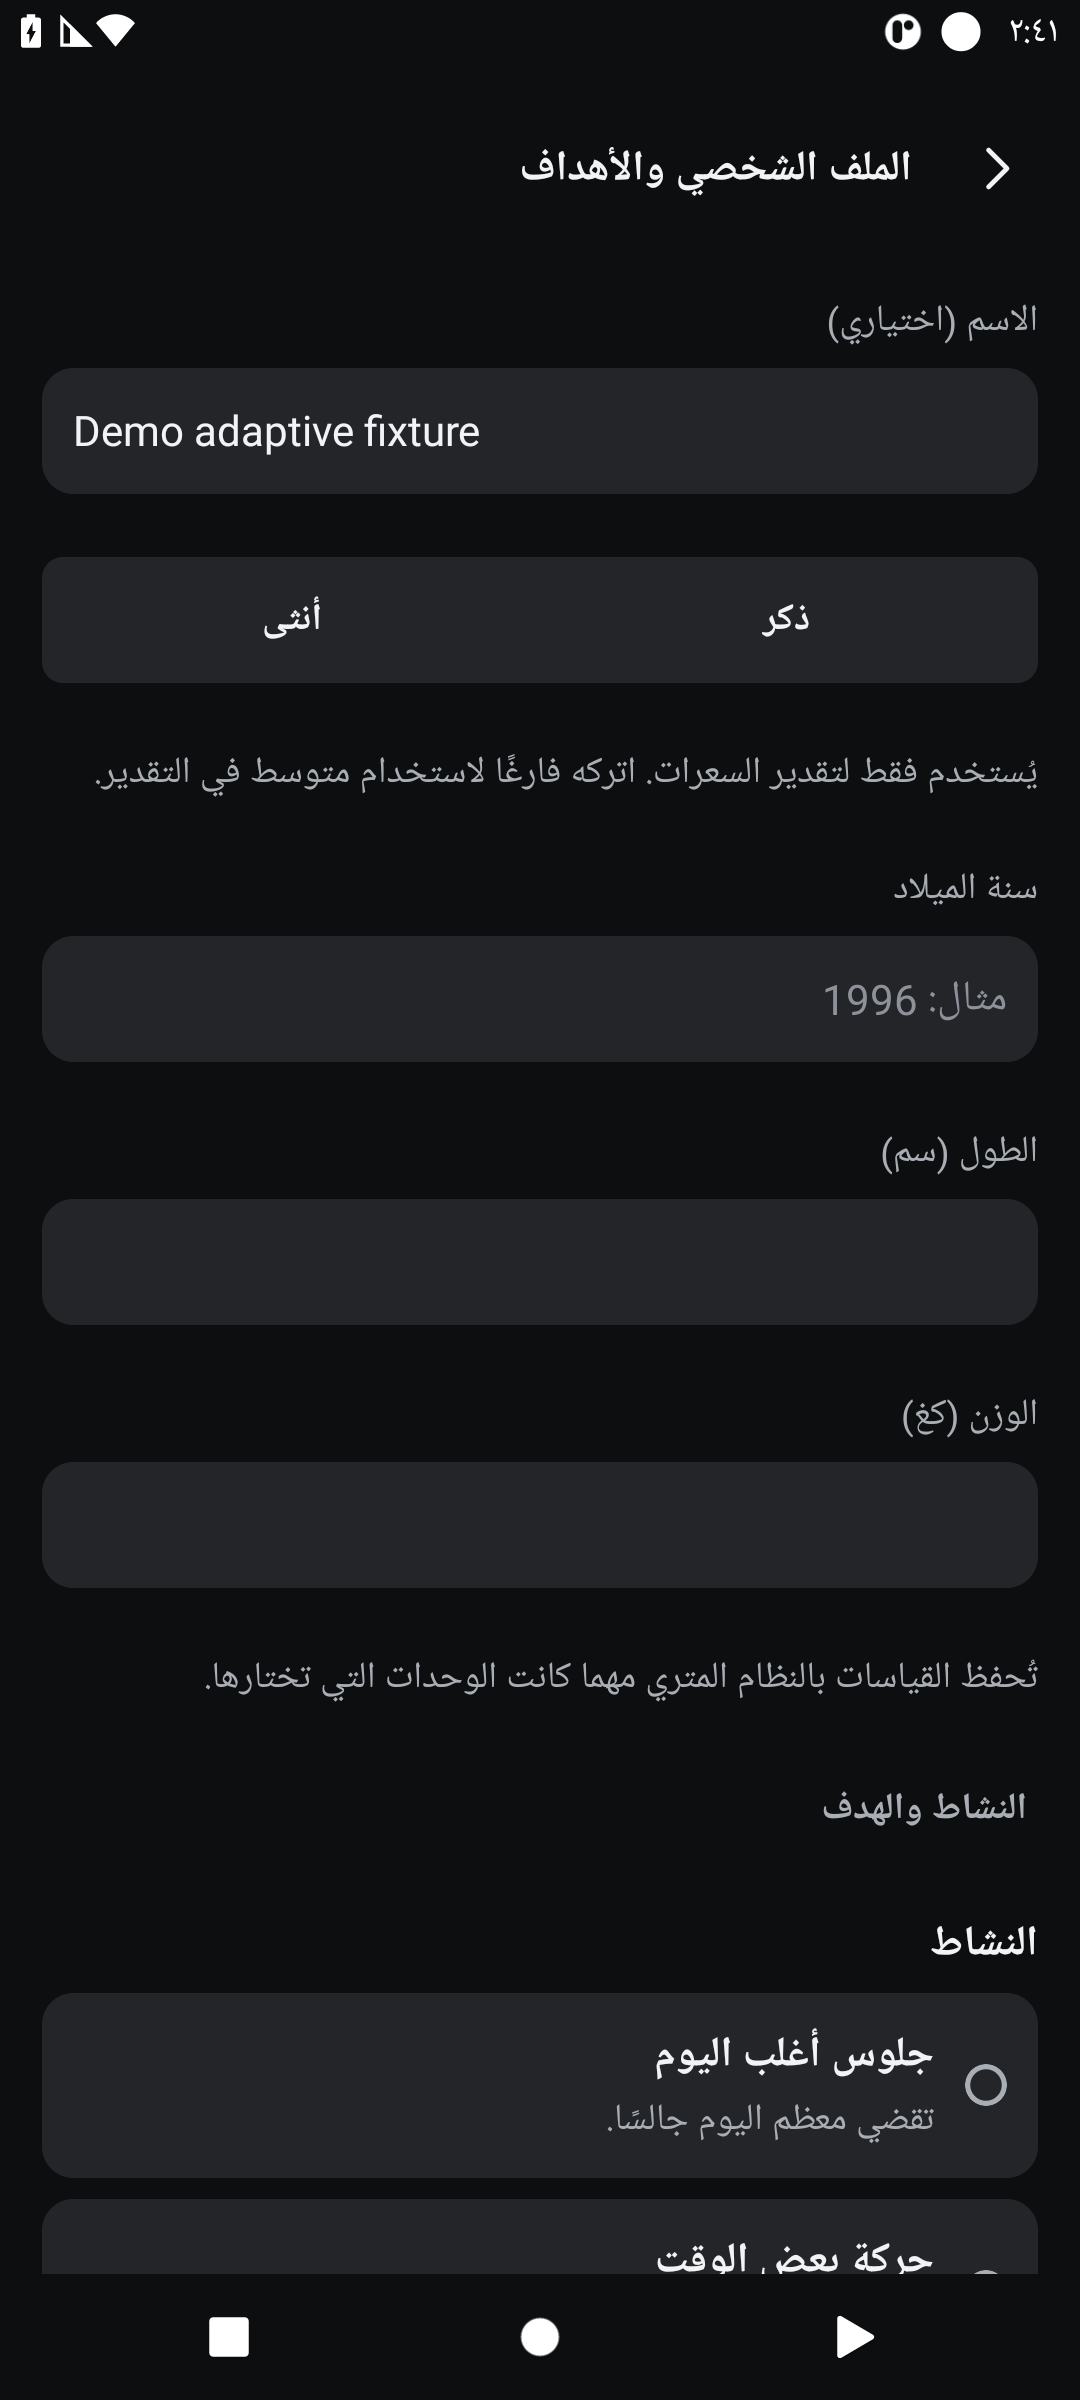 ٢:٤١
الملف الشخصي والأهداف
الاسم (اختياري)
Demo adaptive fixture
ذكر
أنثى
يُستخدم فقط لتقدير السعرات. اتركه فارغًا لاستخدام متوسط في التقدير.
سنة الميلاد
مثال: 1996
الطول (سم)
الوزن (كغ)
تُحفظ القياسات بالنظام المتري مهما كانت الوحدات التي تختارها.
النشاط والهدف
النشاط
جلوس أغلب اليوم
تقضي معظم اليوم جالسًا.
حركة بعض الوقت